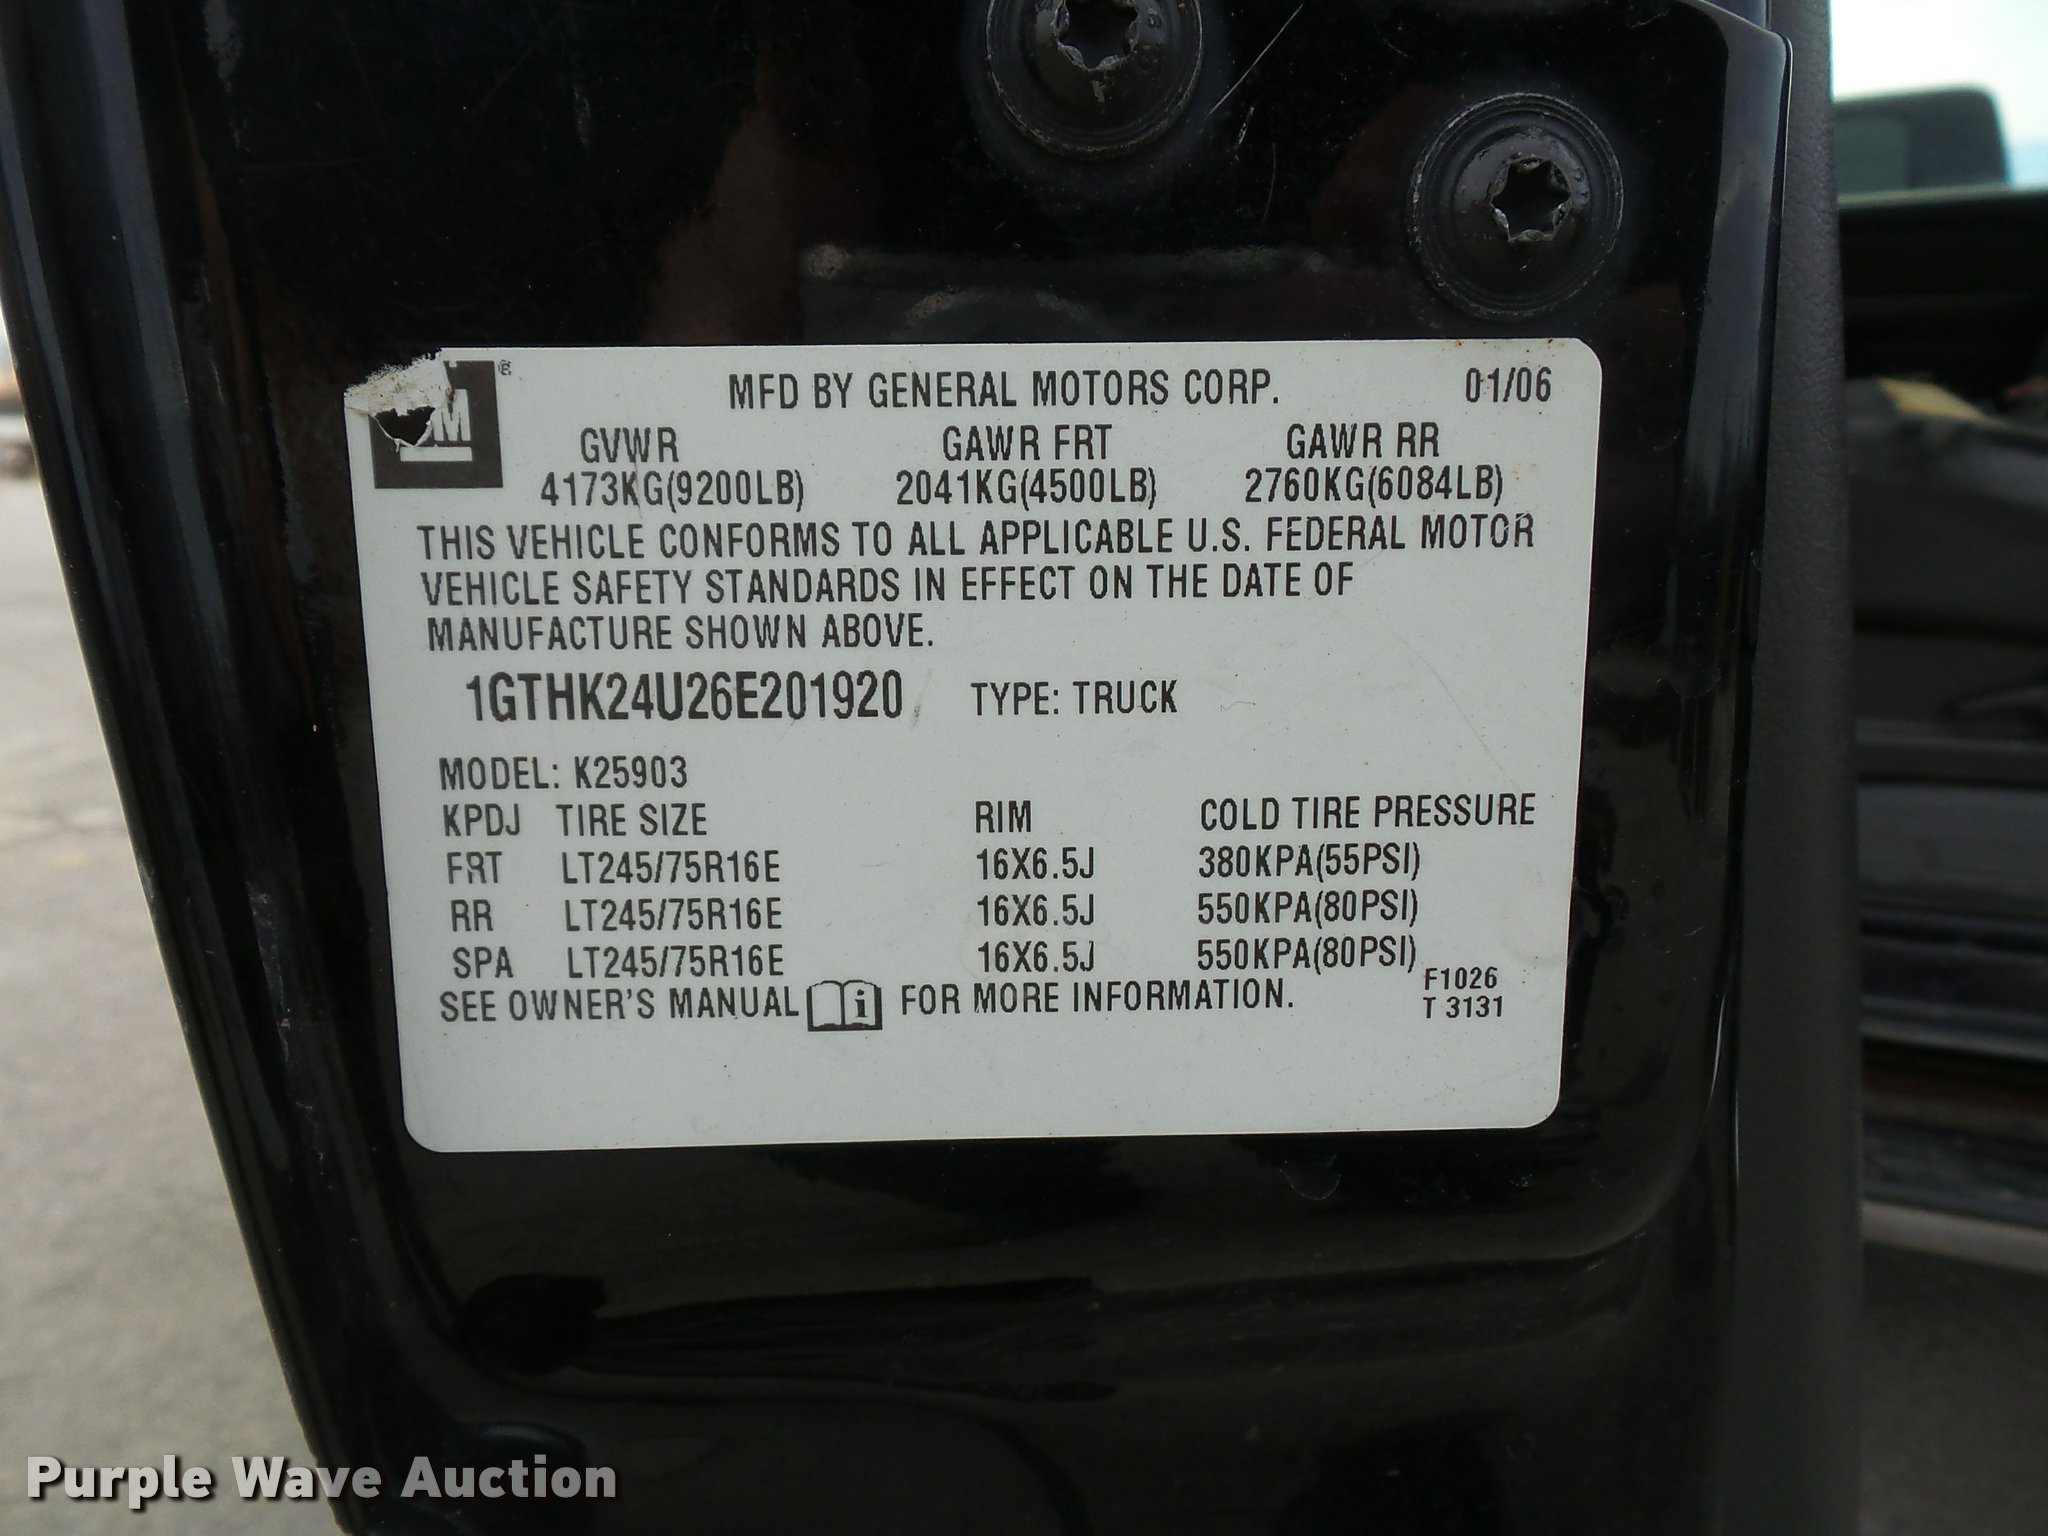 GM ® MFD BY GENERAL MOTORS CORP. 01/06
GVWR GAWR FRT GAWR RR
4173KG(9200LB) 2041KG(4500LB) 2760KG(6084LB)
THIS VEHICLE CONFORMS TO ALL APPLICABLE U.S. FEDERAL MOTOR
VEHICLE SAFETY STANDARDS IN EFFECT ON THE DATE OF
MANUFACTURE SHOWN ABOVE.
1GTHK24U26E201920 TYPE: TRUCK
MODEL: K25903
KPDJ TIRE SIZE RIM COLD TIRE PRESSURE
FRT LT245/75R16E 16X6.5J 380KPA(55PSI)
RR LT245/75R16E 16X6.5J 550KPA(80PSI)
SPA LT245/75R16E 16X6.5J 550KPA(80PSI)
SEE OWNER'S MANUAL i FOR MORE INFORMATION.
F1026
T 3131
Purple Wave Auction